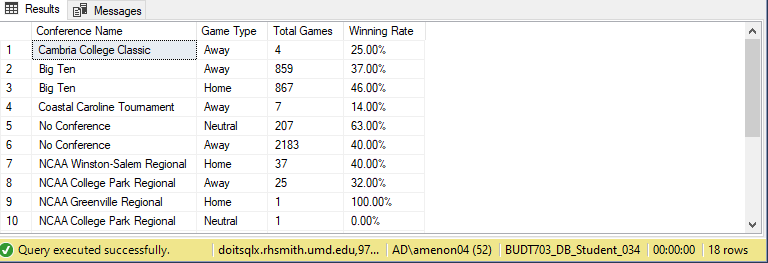 Results Messages
Conference Name Game Type Total Games Winning Rate
1 Cambria College Classic Away 4 25.00%
2 Big Ten Away 859 37.00%
3 Big Ten Home 867 46.00%
4 Coastal Caroline Tournament Away 7 14.00%
5 No Conference Neutral 207 63.00%
6 No Conference Away 2183 40.00%
7 NCAA Winston-Salem Regional Home 37 40.00%
8 NCAA College Park Regional Away 25 32.00%
9 NCAA Greenville Regional Home 1 100.00%
10 NCAA College Park Regional Neutral 1 0.00%
Query executed successfully. doitsqlx.rhsmith.umd.edu,97... AD\amenon04 (52) BUDT703_DB_Student_034 00:00:00 18 rows